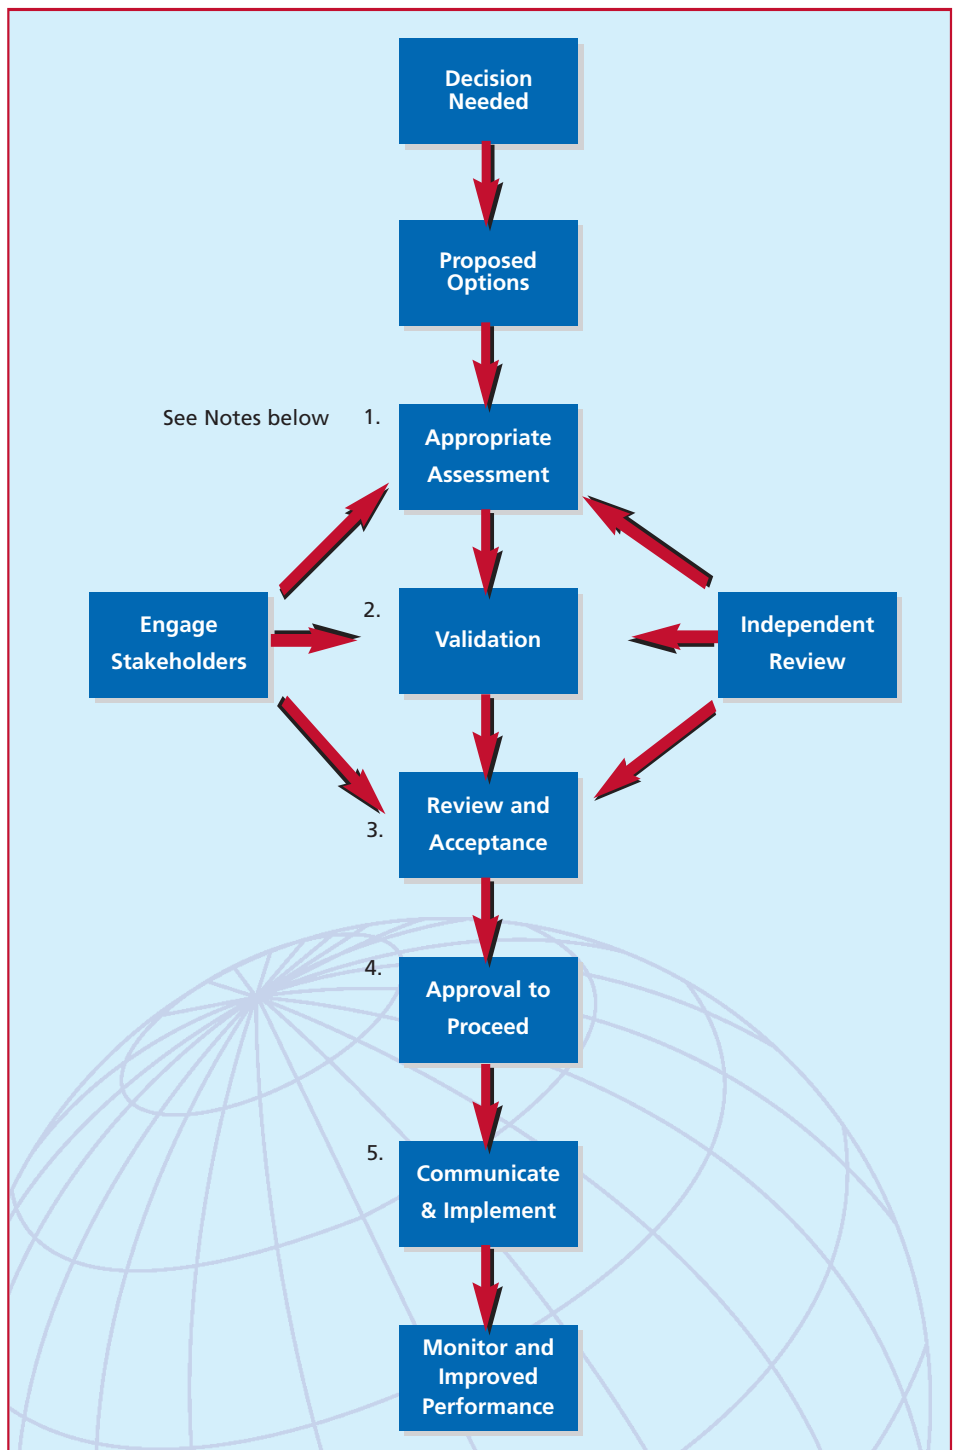 Decision
Needed
Proposed
Options
See Notes below 1.
Appropriate
Assessment
Engage
Stakeholders
2.
Validation
Independent
Review
Review and
Acceptance
3.
4.
Approval to
Proceed
5.
Communicate
& Implement
Monitor and
Improved
Performance